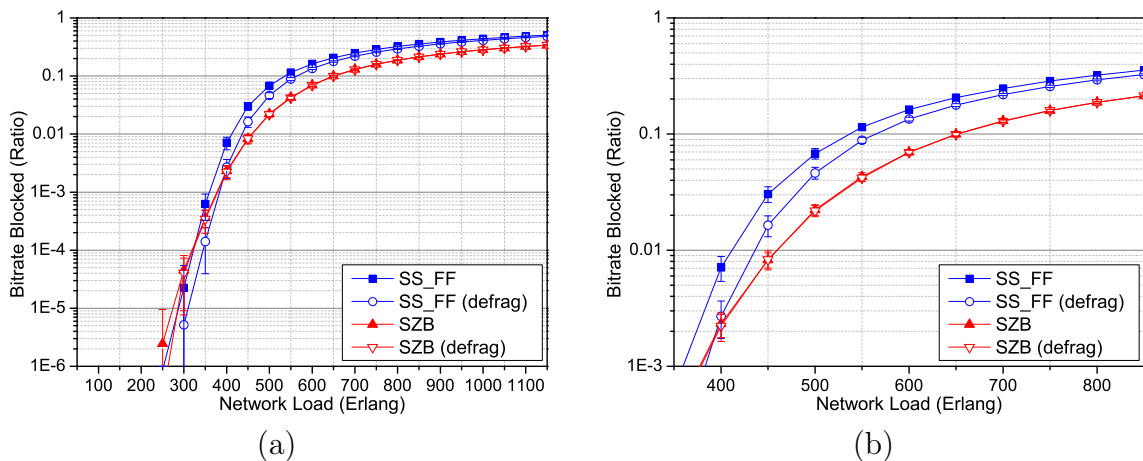 1
0.1
0.01
1E-3
1E-4
1E-5
1E-6
Bitrate Blocked (Ratio)
100 200 300 400 500 600 700 800 900 1000 1100
Network Load (Erlang)
SS_FF
SS_FF (defrag)
SZB
SZB (defrag)
(a)
1
0.1
0.01
1E-3
Bitrate Blocked (Ratio)
400 500 600 700 800
Network Load (Erlang)
SS_FF
SS_FF (defrag)
SZB
SZB (defrag)
(b)